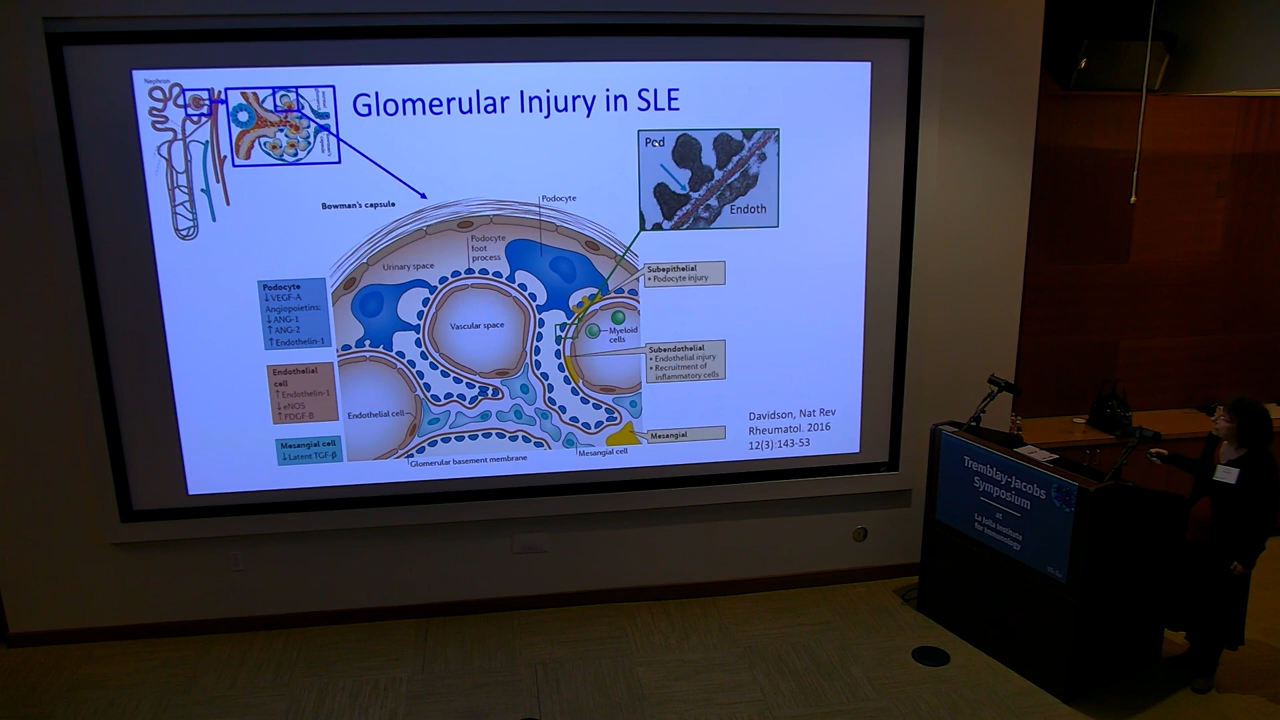 Nephron
Glomerular Injury in SLE
Pcd
Endoth
Bowman's capsule
Podocyte
Podocyte
foot
process
Urinary space
Podocyte
↓VEGF-A
Angiopoietins:
↓ANG-1
↑ANG-2
↑Endothelin-1
Vascular space
Myeloid
cells
Subepithelial
• Podocyte injury
Subendothelial
• Endothelial injury
• Recruitment of
inflammatory cells
Endothelial
cell
↑Endothelin-1
↓eNOS
↑PDGF-B
Endothelial cell
Mesangial cell
↓Latent TGF-β
Mesangial
Mesangial cell
Glomerular basement membrane
Davidson, Nat Rev
Rheumatol. 2016
12(3):143-53
Tremblay-Jacobs
Symposium
at
La Jolla Institute
for Immunology